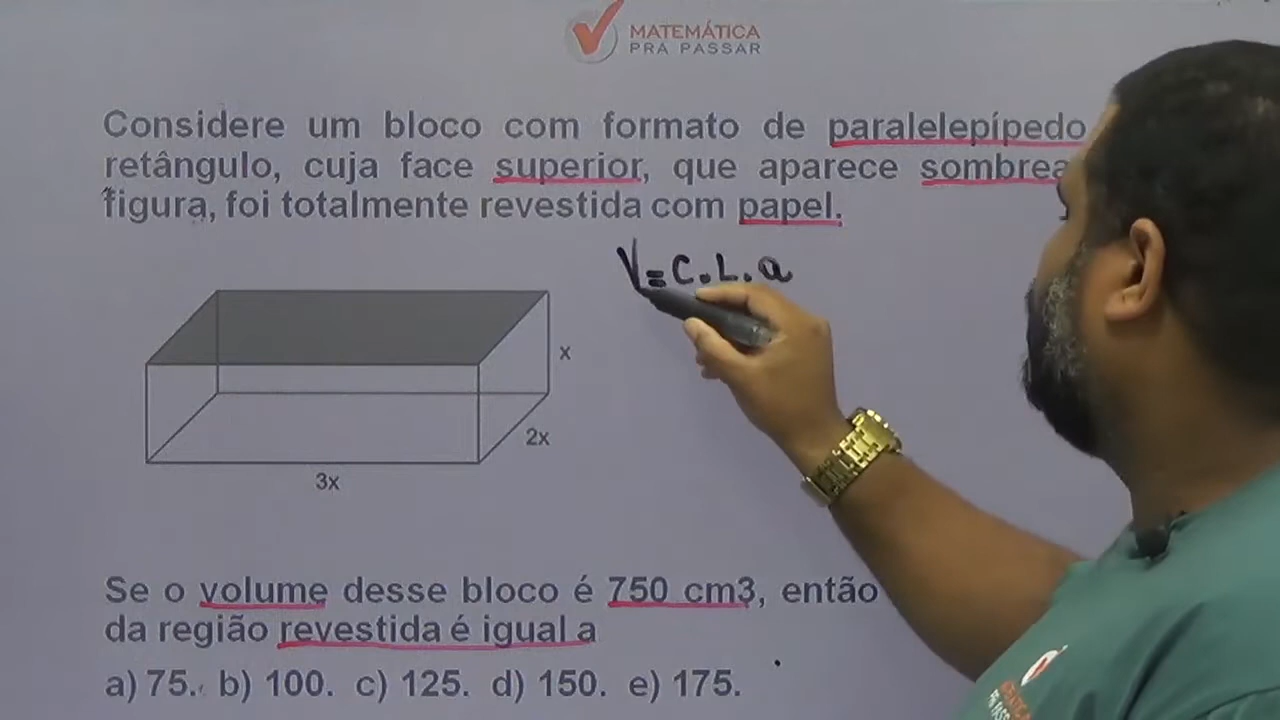 MATEMÁTICA
PRA PASSAR
Considere um bloco com formato de paralelepípedo
retângulo, cuja face superior, que aparece sombrea
figura, foi totalmente revestida com papel.
V=C.L.a
x
2x
3x
Se o volume desse bloco é 750 cm3, então
da região revestida é igual a
a) 75. b) 100. c) 125. d) 150. e) 175.